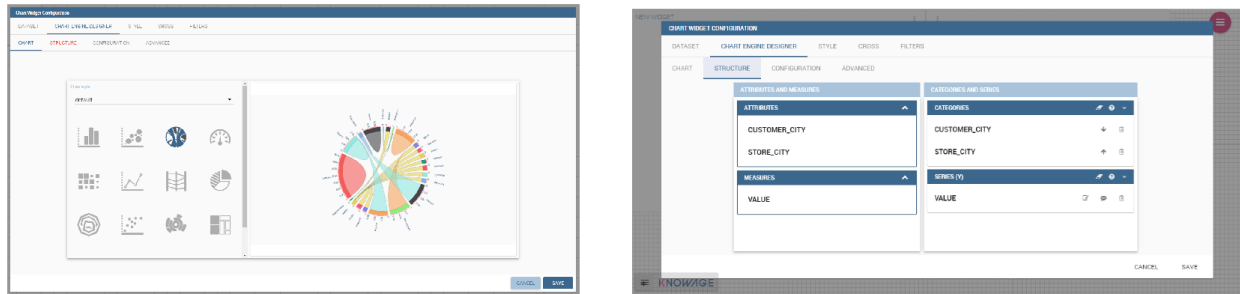 Chart Widget Configuration
DATASET CHART ENGINE DESIGNER STYLE CROSS FILTERS
CHART STRUCTURE CONFIGURATION ADVANCED
default
CANCEL SAVE
NEW WIDGET
CHART WIDGET CONFIGURATION
DATASET CHART ENGINE DESIGNER STYLE CROSS FILTERS
CHART STRUCTURE CONFIGURATION ADVANCED
ATTRIBUTES AND MEASURES CATEGORIES AND SERIES
ATTRIBUTES CATEGORIES
CUSTOMER_CITY CUSTOMER_CITY
STORE_CITY STORE_CITY
MEASURES SERIES (Y)
VALUE VALUE
CANCEL SAVE
KNOWAGE